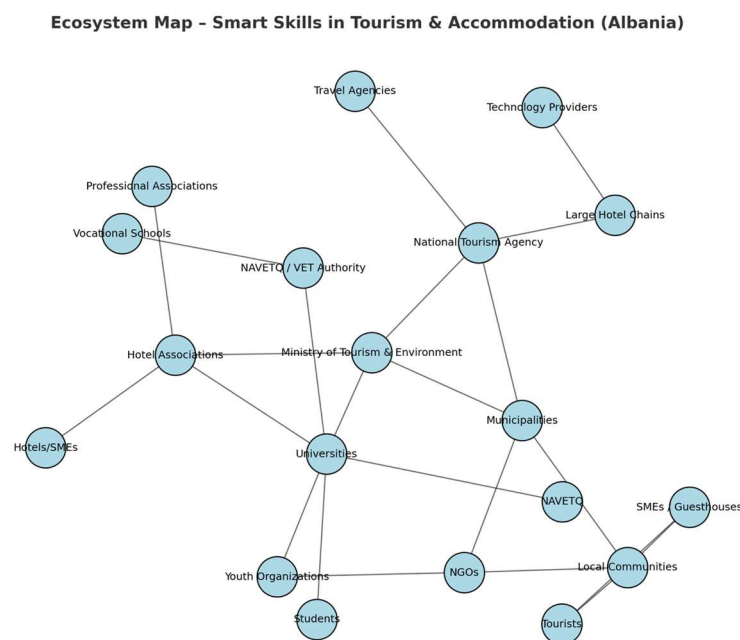 Ecosystem Map – Smart Skills in Tourism & Accommodation (Albania)
Travel Agencies
Technology Providers
Professional Associations
Large Hotel Chains
Vocational Schools
National Tourism Agency
NAVETQ / VET Authority
Ministry of Tourism & Environment
Hotel Associations
Municipalities
Hotels/SMEs
Universities
NAVETQ
SMEs / Guesthouses
Local Communities
NGOs
Youth Organizations
Students
Tourists